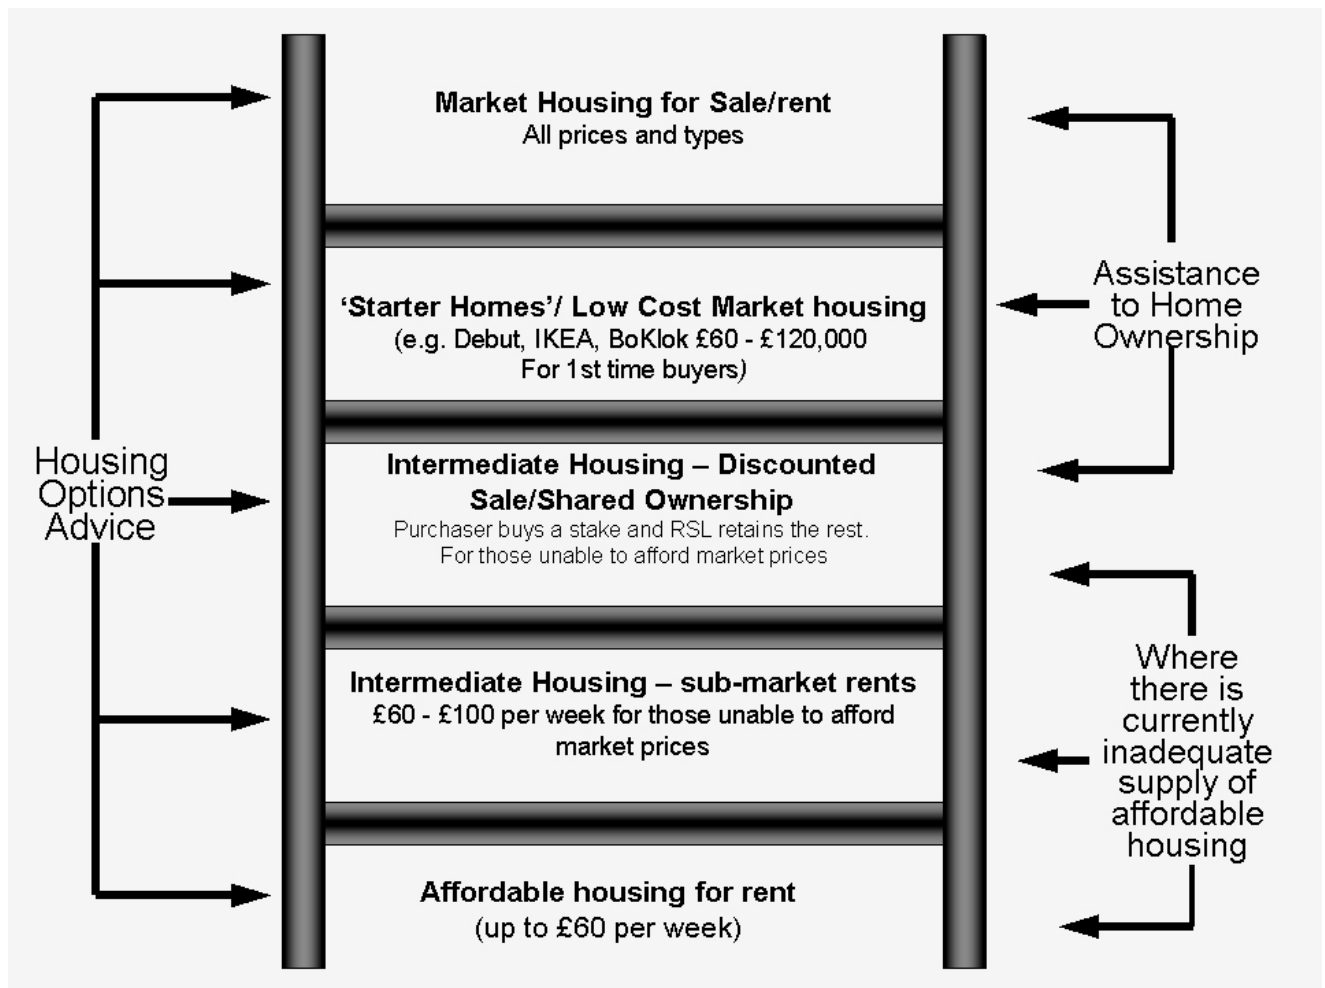 Market Housing for Sale/rent
All prices and types
‘Starter Homes’/ Low Cost Market housing
(e.g. Debut, IKEA, BoKlok £60 - £120,000
For 1st time buyers)
Intermediate Housing – Discounted
Sale/Shared Ownership
Purchaser buys a stake and RSL retains the rest.
For those unable to afford market prices
Intermediate Housing – sub-market rents
£60 - £100 per week for those unable to afford
market prices
Affordable housing for rent
(up to £60 per week)
Housing
Options
Advice
Assistance
to Home
Ownership
Where
there is
currently
inadequate
supply of
affordable
housing